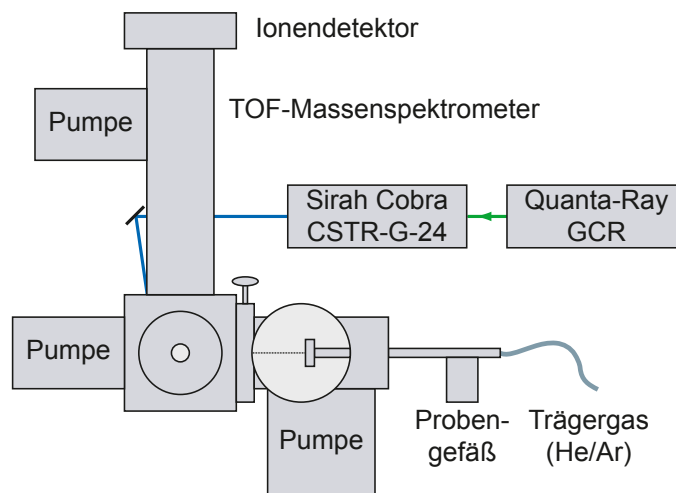 Ionendetektor
Pumpe
TOF-Massenspektrometer
Sirah Cobra
CSTR-G-24
Quanta-Ray
GCR
Pumpe
Pumpe
Proben-
gefäß
Trägergas
(He/Ar)